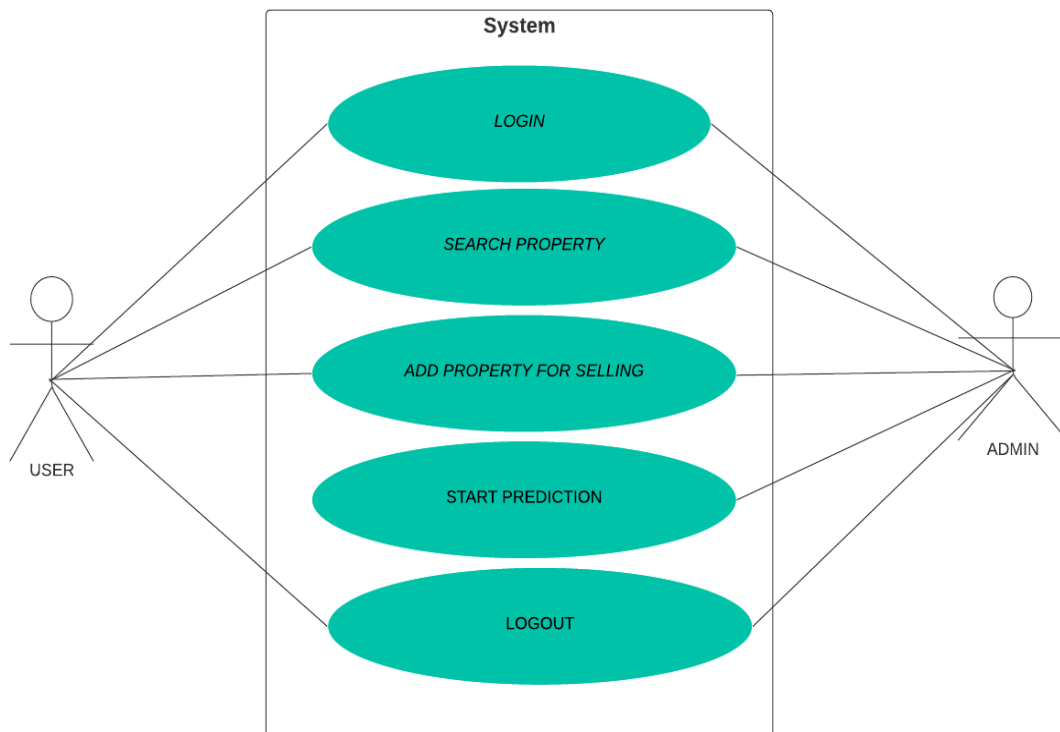 System
LOGIN
SEARCH PROPERTY
ADD PROPERTY FOR SELLING
USER
ADMIN
START PREDICTION
LOGOUT